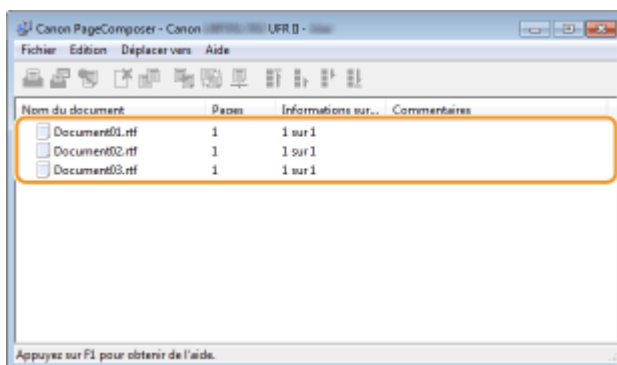 Canon PageComposer - Canon UFR II -
Fichier Edition Déplacer vers Aide
Nom du document Pages Informations sur... Commentaires
Document01.rtf 1 1 sur 1
Document02.rtf 1 1 sur 1
Document03.rtf 1 1 sur 1
Appuyez sur F1 pour obtenir de l'aide.